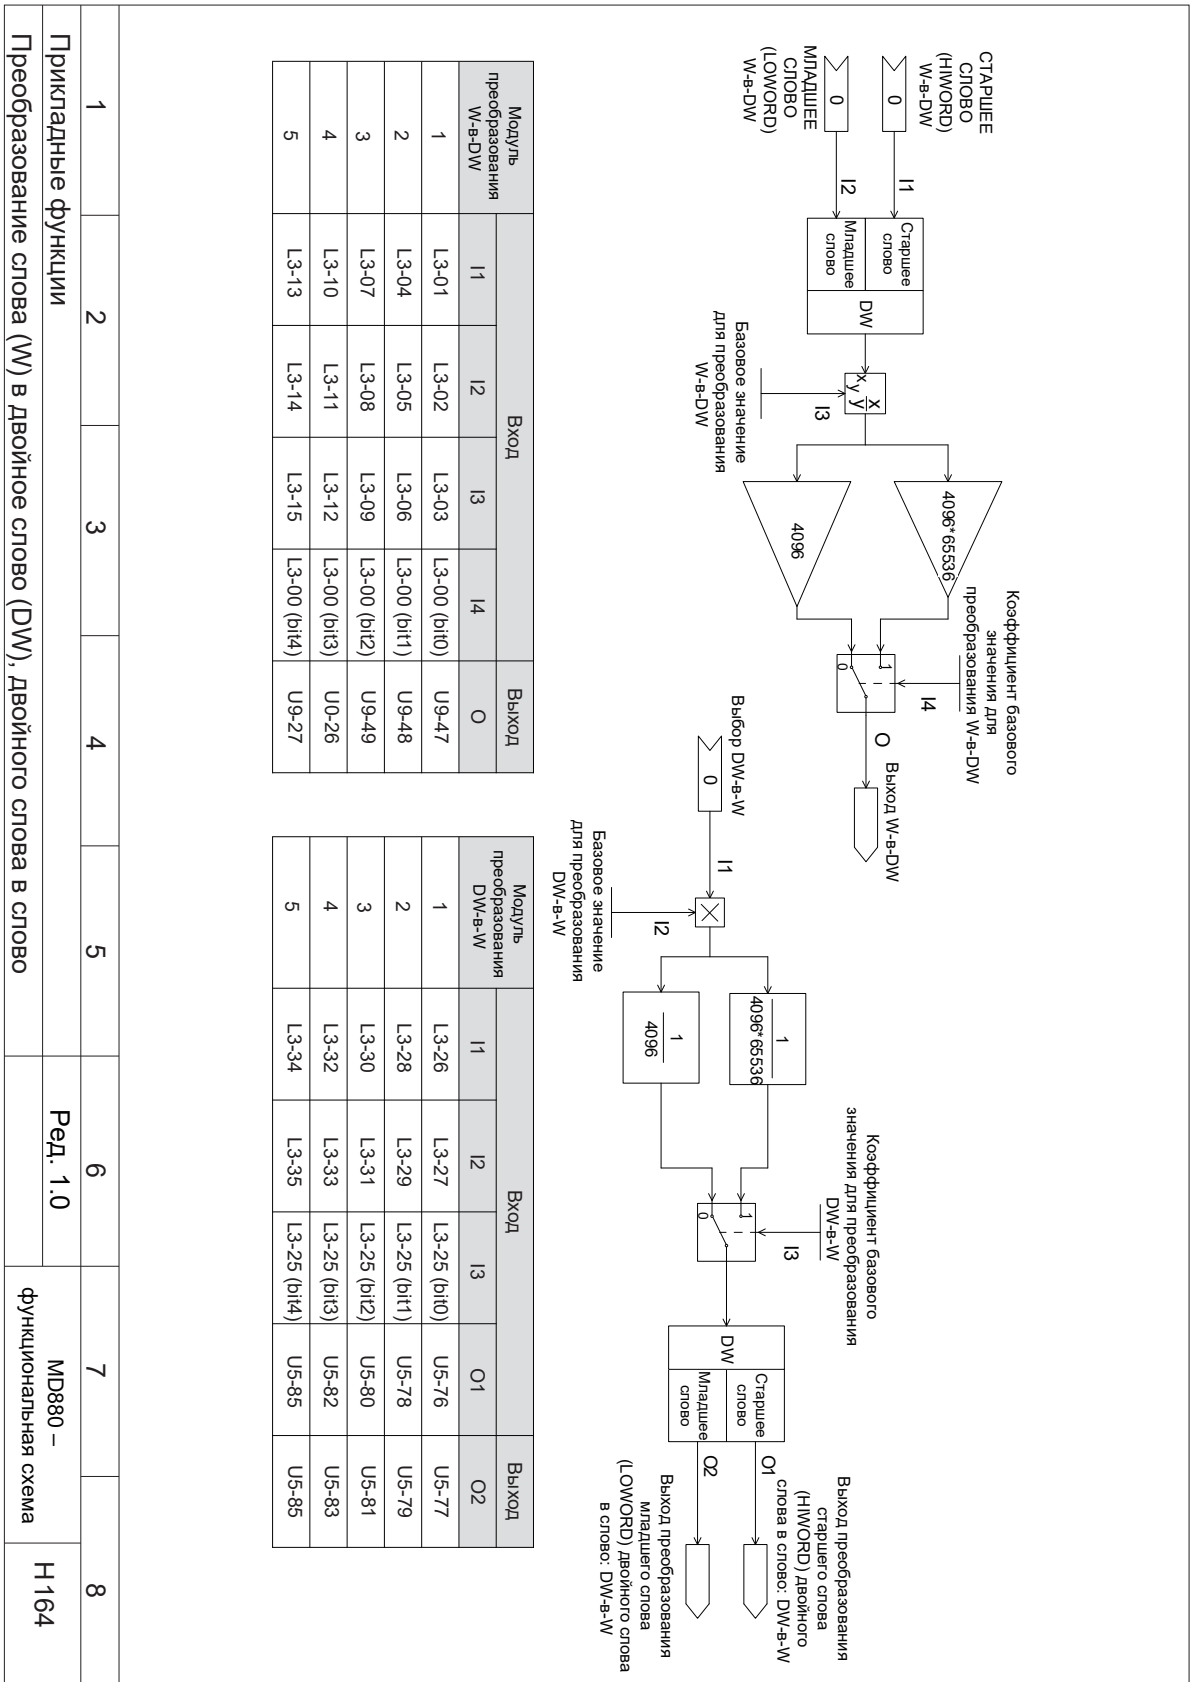 СТАРШЕЕ
СЛОВО
(HIWORD)
W-в-DW
0
I1
МЛАДШЕЕ
СЛОВО
(LOWORD)
W-в-DW
0
I2
Старшее
слово
Младшее
слово
DW
x
y
x
y
Базовое значение
для преобразования
W-в-DW
I3
4096*65536
4096
Коэффициент базового
значения для
преобразования W-в-DW
I4
1
0
O
Выход W-в-DW
Выбор DW-в-W
0
I1
Базовое значение
для преобразования
DW-в-W
I2
1
4096*65536
1
4096
Коэффициент базового
значения для преобразования
DW-в-W
I3
1
0
DW
Старшее
слово
Младшее
слово
O1
O2
Выход преобразования
старшего слова
(HIWORD) двойного
слова в слово: DW-в-W
Выход преобразования
младшего слова
(LOWORD) двойного слова
в слово: DW-в-W
Модуль
преобразования
W-в-DW
Вход
Выход
I1 I2 I3 I4 O
1 L3-01 L3-02 L3-03 L3-00 (bit0) U9-47
2 L3-04 L3-05 L3-06 L3-00 (bit1) U9-48
3 L3-07 L3-08 L3-09 L3-00 (bit2) U9-49
4 L3-10 L3-11 L3-12 L3-00 (bit3) U0-26
5 L3-13 L3-14 L3-15 L3-00 (bit4) U9-27
Модуль
преобразования
DW-в-W
Вход
Выход
I1 I2 I3 O1 O2
1 L3-26 L3-27 L3-25 (bit0) U5-76 U5-77
2 L3-28 L3-29 L3-25 (bit1) U5-78 U5-79
3 L3-30 L3-31 L3-25 (bit2) U5-80 U5-81
4 L3-32 L3-33 L3-25 (bit3) U5-82 U5-83
5 L3-34 L3-35 L3-25 (bit4) U5-85 U5-85
1 2 3 4 5 6 7 8
Прикладные функции
Ред. 1.0
MD880 –
функциональная схема
H164
Преобразование слова (W) в двойное слово (DW), двойного слова в слово